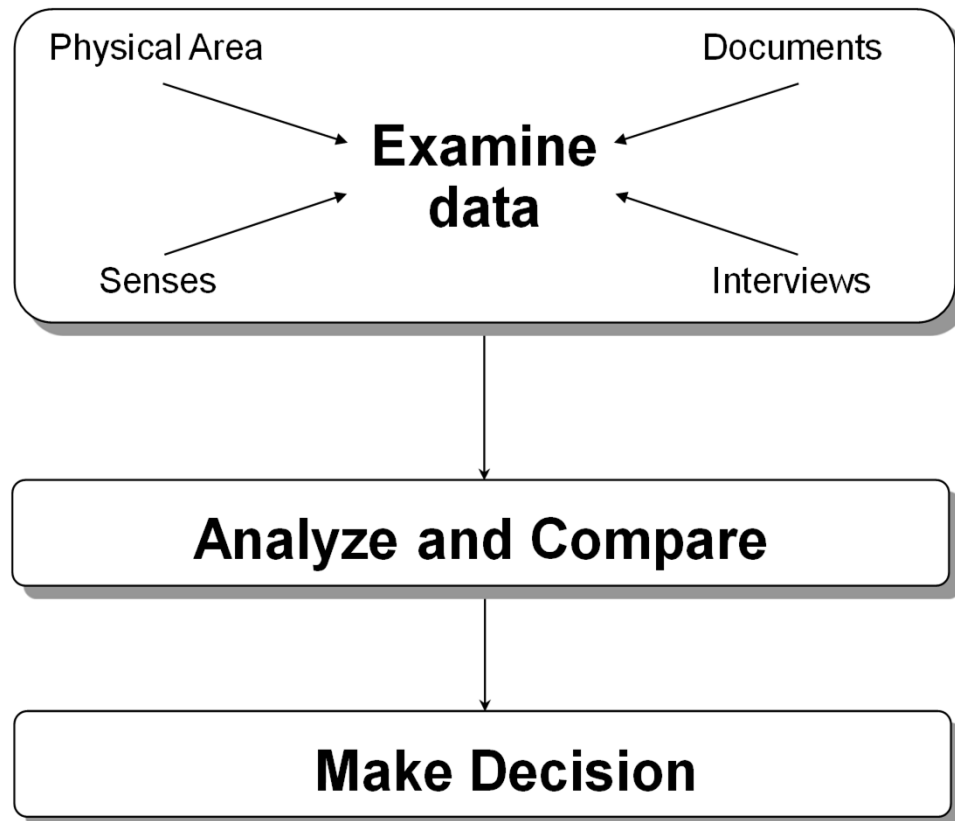 Physical Area
Documents
Examine
data
Senses
Interviews
Analyze and Compare
Make Decision